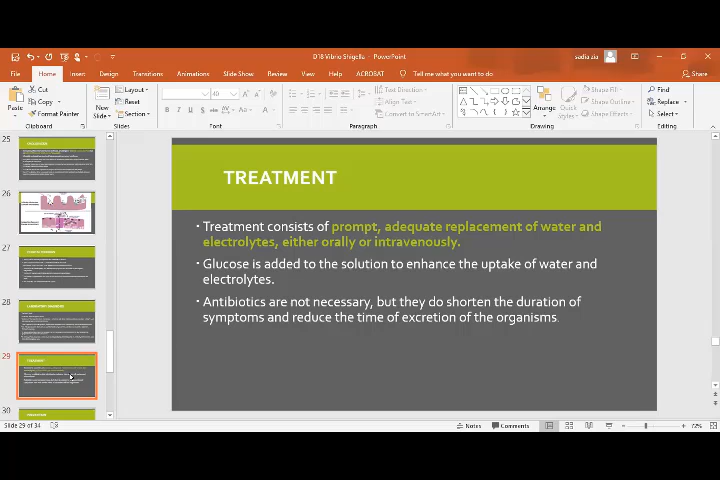 D18 Vibrio Shigella - PowerPoint
sadia zia
File Home Insert Draw Design Transitions Animations Slide Show Review View Help ACROBAT Tell me what you want to do Share
Cut
Copy
Format Painter
Paste
Clipboard
New Slide
Layout
Reset
Section
Slides
40
Font
Text Direction
Align Text
Convert to SmartArt
Paragraph
Arrange
Quick Styles
Shape Fill
Shape Outline
Shape Effects
Drawing
Find
Replace
Select
Editing
25
26
27
28
29
TREATMENT
30
TREATMENT
Treatment consists of prompt, adequate replacement of water and
electrolytes, either orally or intravenously.
Glucose is added to the solution to enhance the uptake of water and
electrolytes.
Antibiotics are not necessary, but they do shorten the duration of
symptoms and reduce the time of excretion of the organisms.
Slide 29 of 34
Notes
Comments
72%